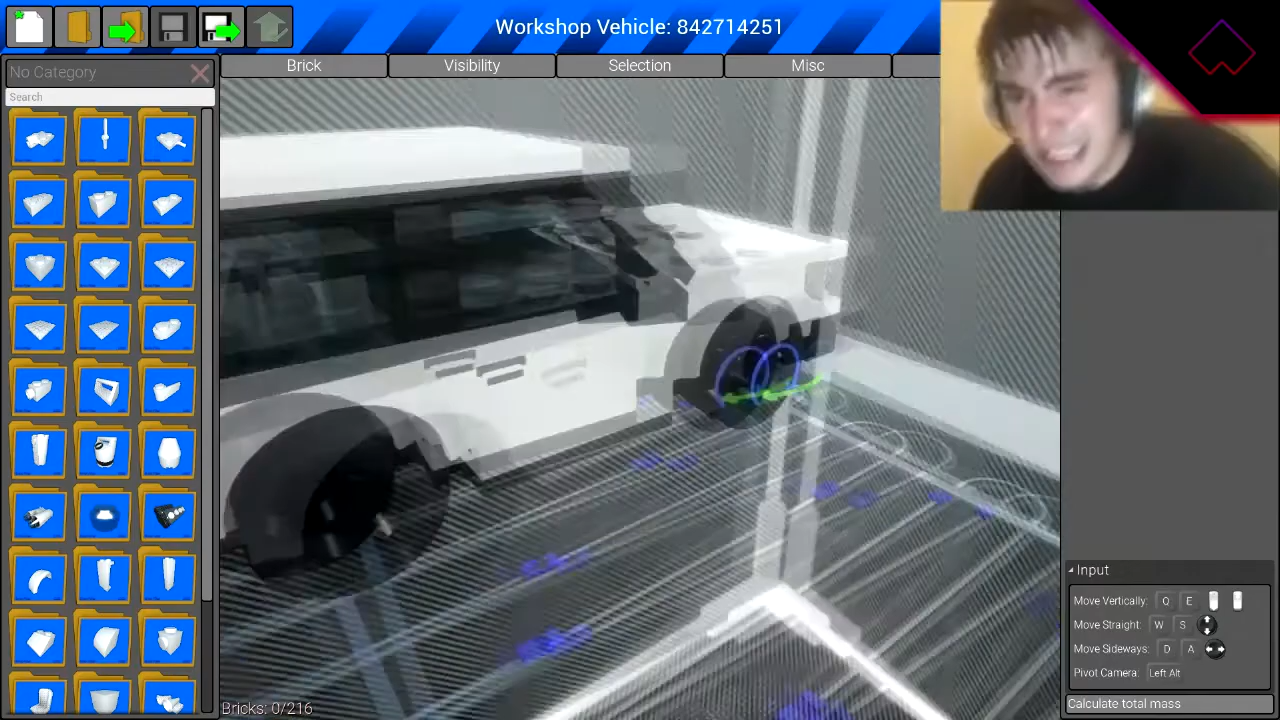 Workshop Vehicle: 842714251
No Category
Search
Brick
Visibility
Selection
Misc
Bricks: 0/216
Input
Move Vertically: Q E
Move Straight: W S
Move Sideways: D A
Pivot Camera: Left Alt
Calculate total mass